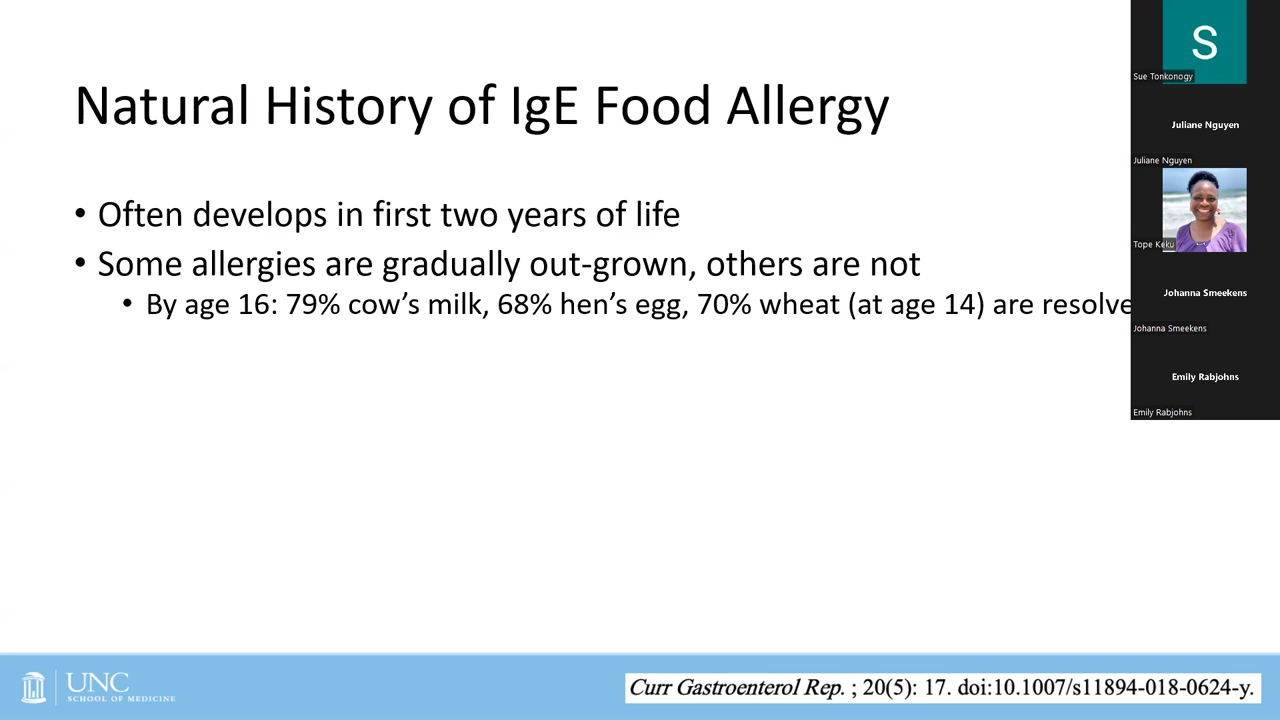 Natural History of IgE Food Allergy
• Often develops in first two years of life
• Some allergies are gradually out-grown, others are not
• By age 16: 79% cow’s milk, 68% hen’s egg, 70% wheat (at age 14) are resolve
S
Sue Tonkonogy
Juliane Nguyen
Juliane Nguyen
Tope Keku
Johanna Smeekens
Johanna Smeekens
Emily Rabjohns
Emily Rabjohns
UNC
SCHOOL OF MEDICINE
Curr Gastroenterol Rep. ; 20(5): 17. doi:10.1007/s11894-018-0624-y.